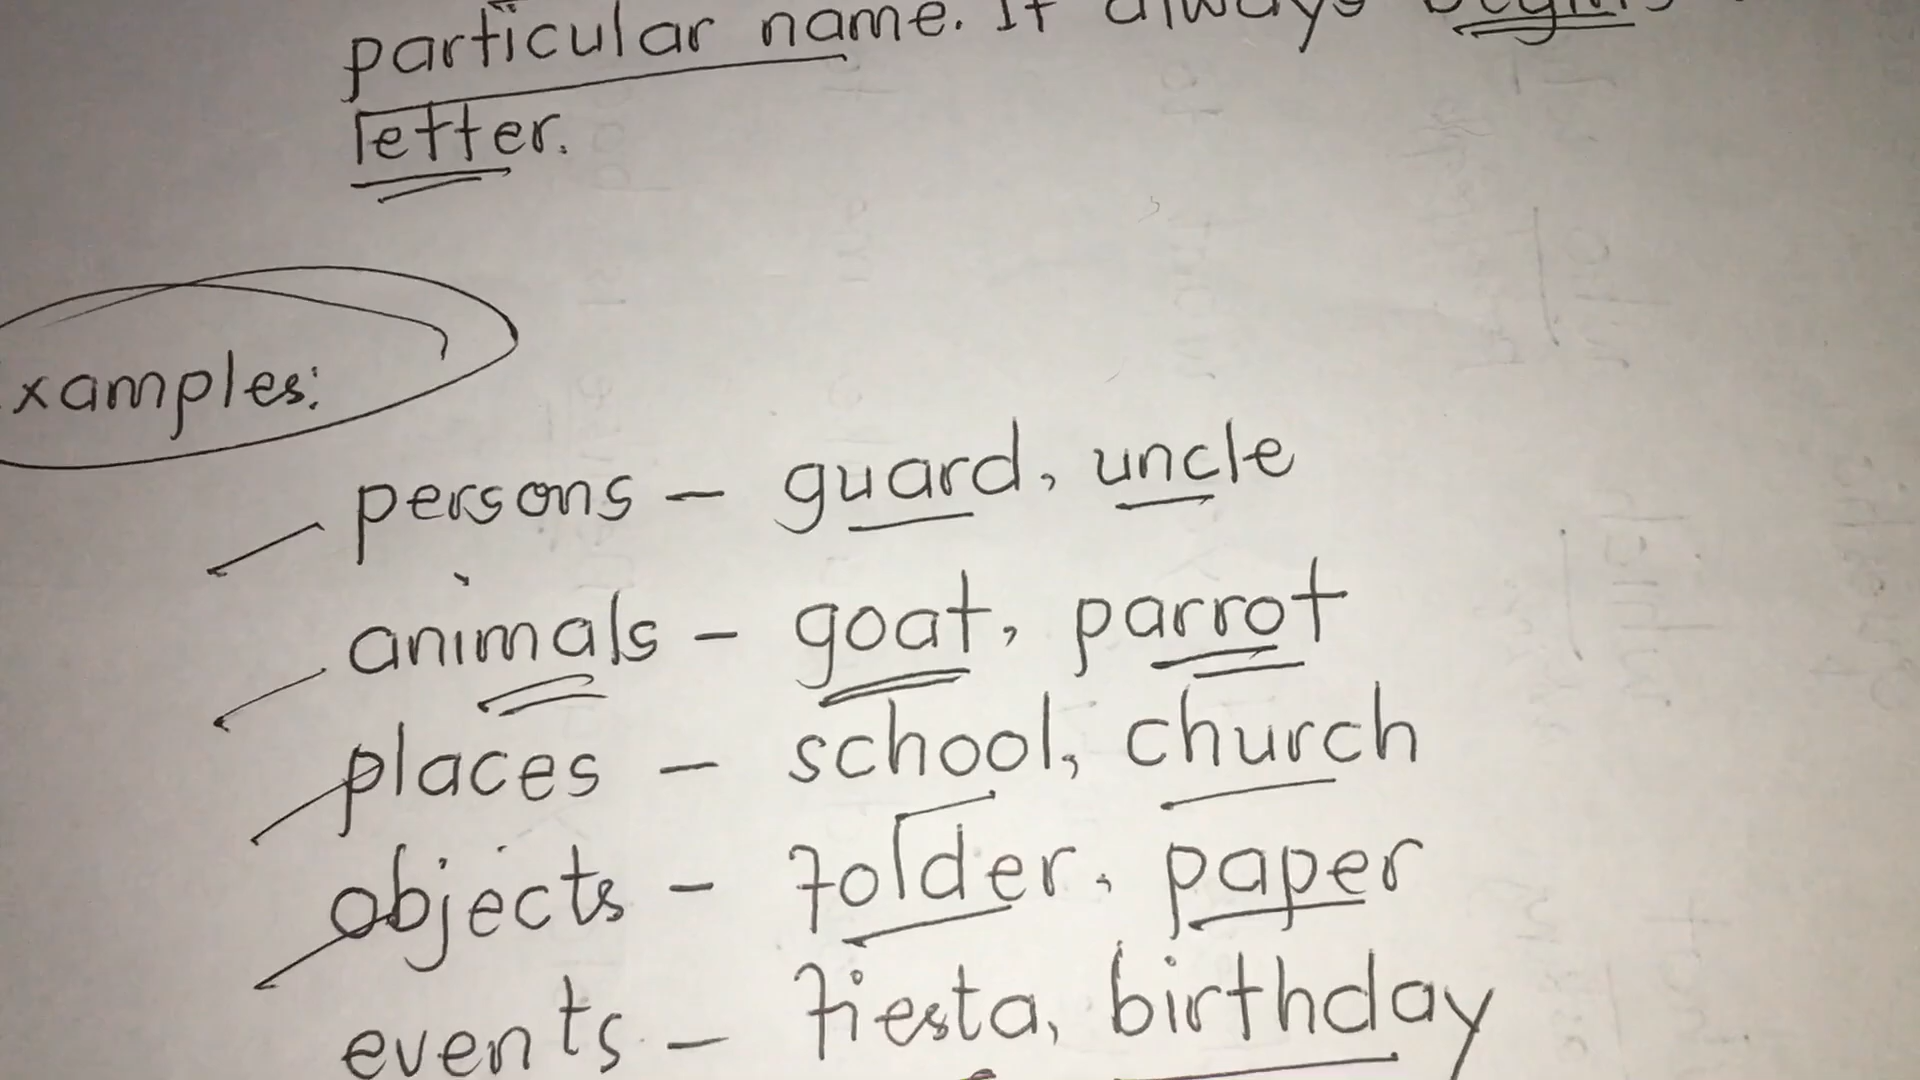 particular name. It always begins
letter.
xamples:
persons – guard, uncle
animals – goat, parrot
places – school, church
objects – folder, paper
events – fiesta, birthday